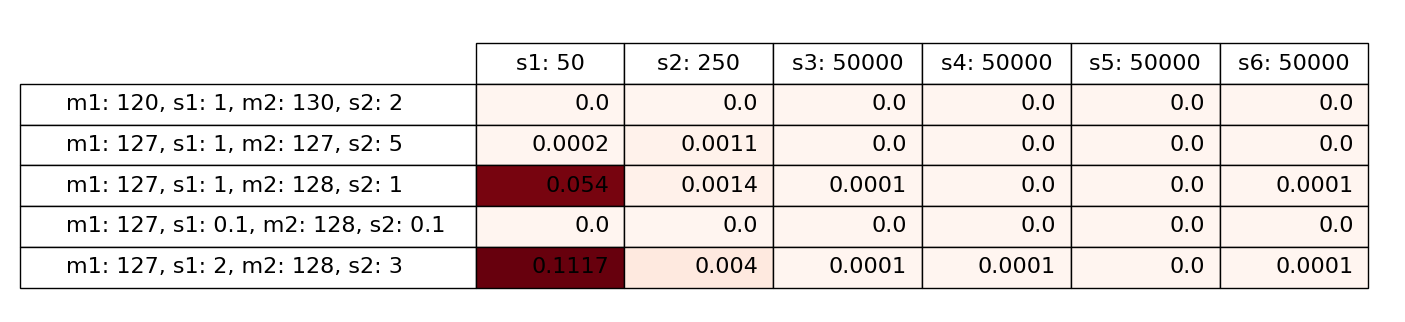 s1: 50 s2: 250 s3: 50000 s4: 50000 s5: 50000 s6: 50000
m1: 120, s1: 1, m2: 130, s2: 2 0.0 0.0 0.0 0.0 0.0 0.0
m1: 127, s1: 1, m2: 127, s2: 5 0.0002 0.0011 0.0 0.0 0.0 0.0
m1: 127, s1: 1, m2: 128, s2: 1 0.054 0.0014 0.0001 0.0 0.0 0.0001
m1: 127, s1: 0.1, m2: 128, s2: 0.1 0.0 0.0 0.0 0.0 0.0 0.0
m1: 127, s1: 2, m2: 128, s2: 3 0.1117 0.004 0.0001 0.0001 0.0 0.0001